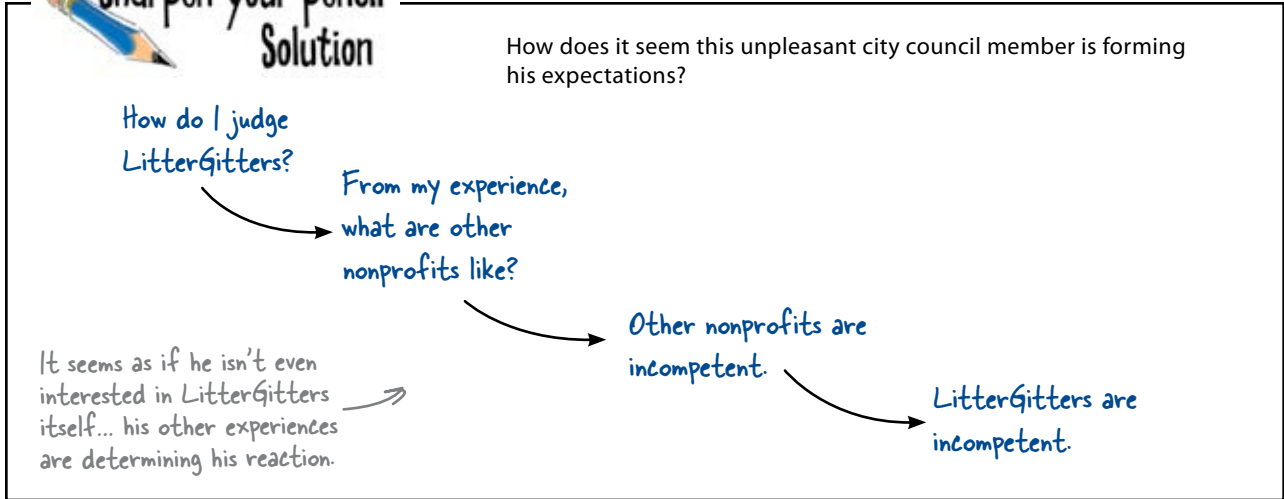 Solution
How does it seem this unpleasant city council member is forming
his expectations?
How do I judge
LitterGitters?
From my experience,
what are other
nonprofits like?
Other nonprofits are
incompetent.
LitterGitters are
incompetent.
It seems as if he isn't even
interested in LitterGitters
itself... his other experiences
are determining his reaction.